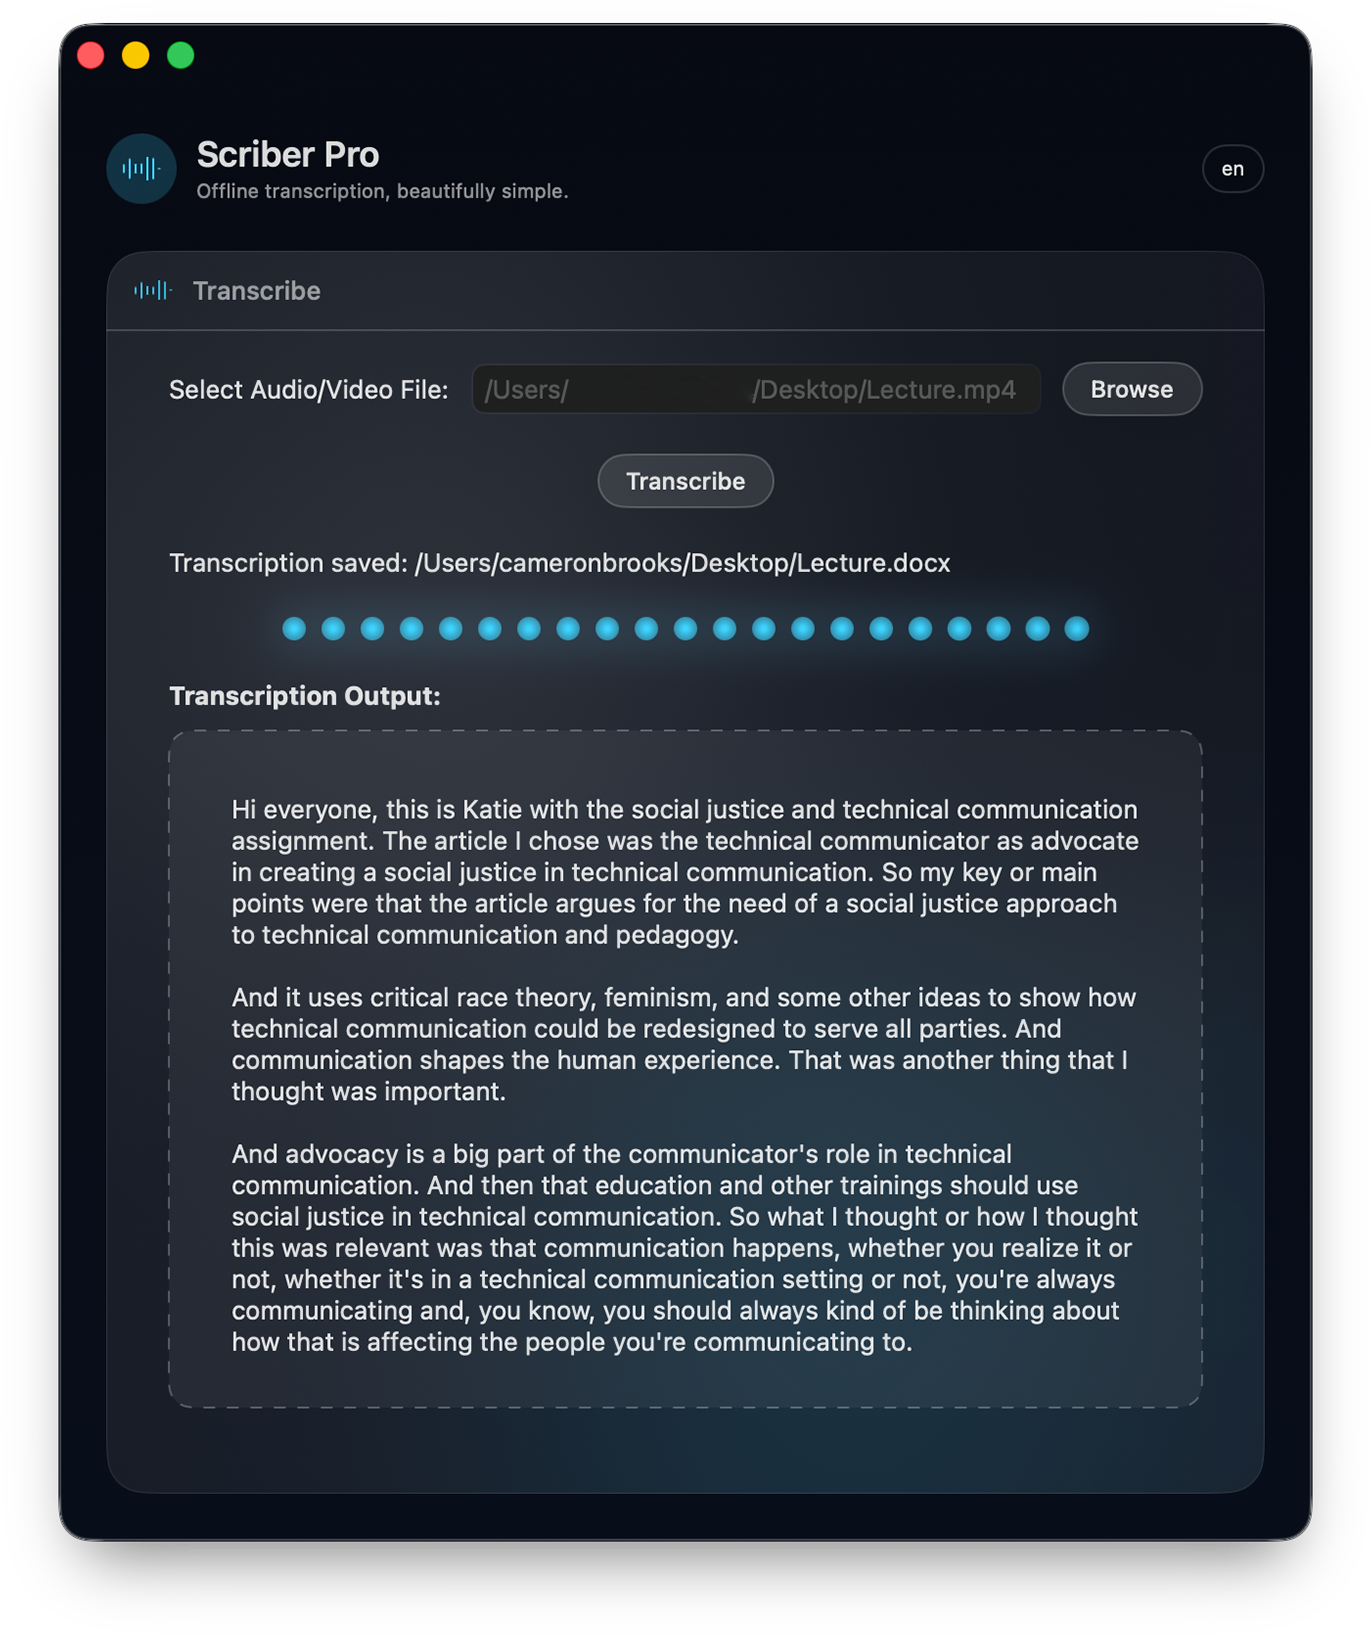 Scriber Pro
Offline transcription, beautifully simple.
en
Transcribe
Select Audio/Video File: /Users/ /Desktop/Lecture.mp4 Browse
Transcribe
Transcription saved: /Users/cameronbrooks/Desktop/Lecture.docx
Transcription Output:
Hi everyone, this is Katie with the social justice and technical communication
assignment. The article I chose was the technical communicator as advocate
in creating a social justice in technical communication. So my key or main
points were that the article argues for the need of a social justice approach
to technical communication and pedagogy.
And it uses critical race theory, feminism, and some other ideas to show how
technical communication could be redesigned to serve all parties. And
communication shapes the human experience. That was another thing that I
thought was important.
And advocacy is a big part of the communicator's role in technical
communication. And then that education and other trainings should use
social justice in technical communication. So what I thought or how I thought
this was relevant was that communication happens, whether you realize it or
not, whether it's in a technical communication setting or not, you're always
communicating and, you know, you should always kind of be thinking about
how that is affecting the people you're communicating to.